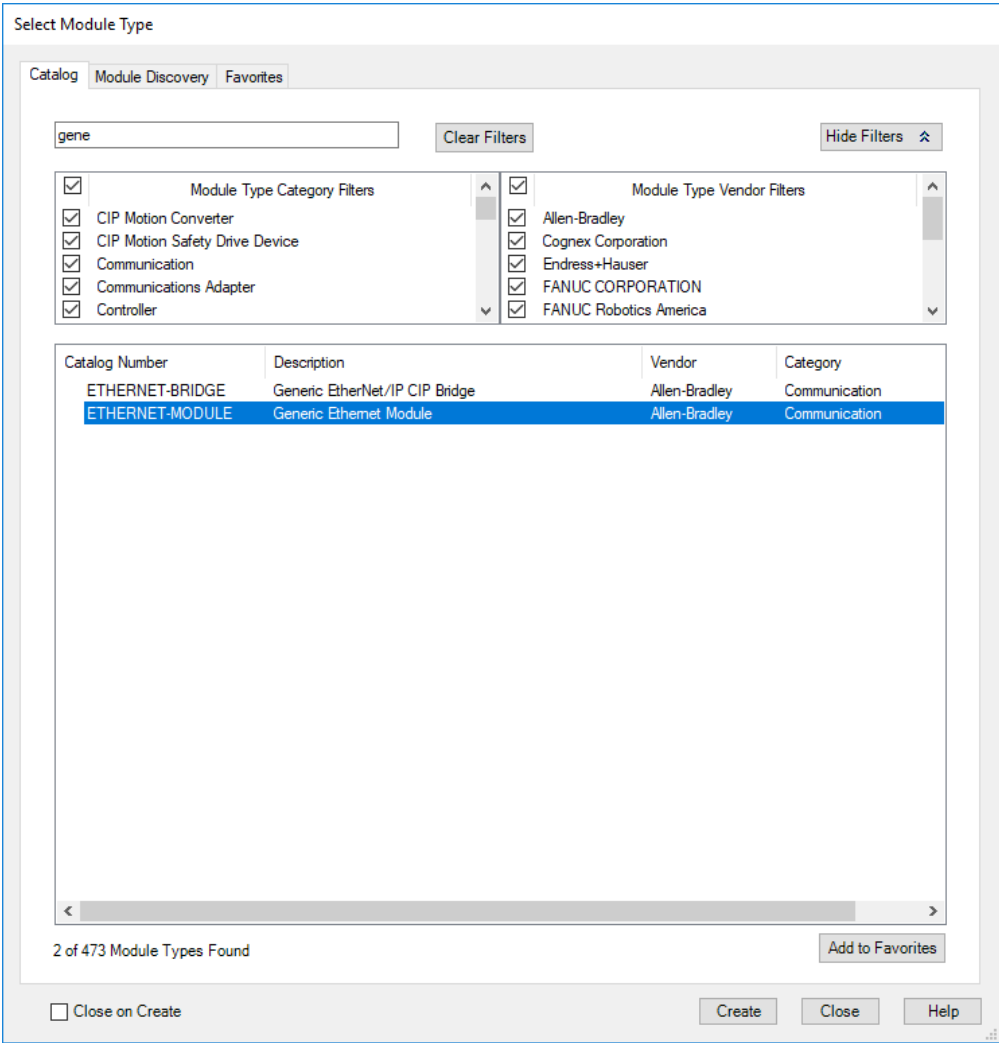 Select Module Type
Catalog Module Discovery Favorites
gene Clear Filters Hide Filters
Module Type Category Filters Module Type Vendor Filters
CIP Motion Converter Allen-Bradley
CIP Motion Safety Drive Device Cognex Corporation
Communication Endress+Hauser
Communications Adapter FANUC CORPORATION
Controller FANUC Robotics America
Catalog Number Description Vendor Category
ETHERNET-BRIDGE Generic EtherNet/IP CIP Bridge Allen-Bradley Communication
ETHERNET-MODULE Generic Ethernet Module Allen-Bradley Communication
2 of 473 Module Types Found Add to Favorites
Close on Create Create Close Help